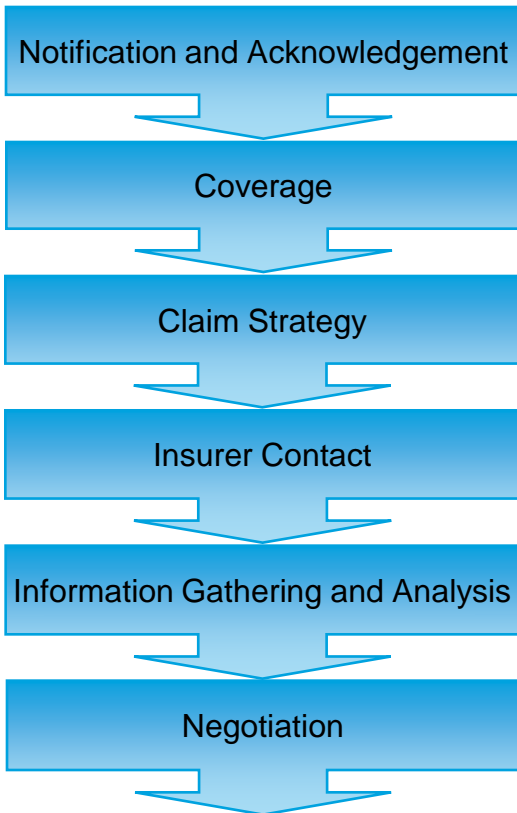 Notification and Acknowledgement
Coverage
Claim Strategy
Insurer Contact
Information Gathering and Analysis
Negotiation